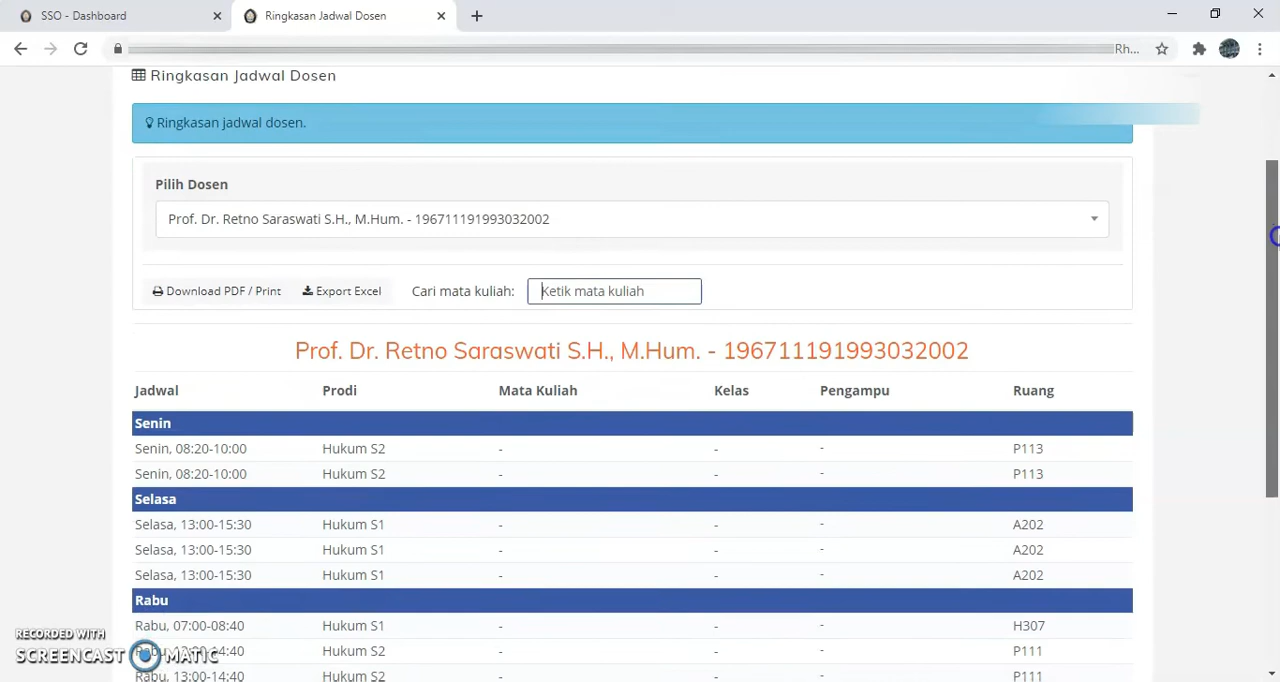 SSO - Dashboard
Ringkasan Jadwal Dosen
Rh...
Ringkasan Jadwal Dosen
Ringkasan jadwal dosen.
Pilih Dosen
Prof. Dr. Retno Saraswati S.H., M.Hum. - 196711191993032002
Download PDF / Print Export Excel Cari mata kuliah: Ketik mata kuliah
Prof. Dr. Retno Saraswati S.H., M.Hum. - 196711191993032002
Jadwal Prodi Mata Kuliah Kelas Pengampu Ruang
Senin
Senin, 08:20-10:00 Hukum S2 - - - P113
Senin, 08:20-10:00 Hukum S2 - - - P113
Selasa
Selasa, 13:00-15:30 Hukum S1 - - - A202
Selasa, 13:00-15:30 Hukum S1 - - - A202
Selasa, 13:00-15:30 Hukum S1 - - - A202
Rabu
Rabu, 07:00-08:40 Hukum S1 - - - H307
:40 Hukum S2 - - - P111
Rabu, 13:00-14:40 Hukum S2 - - - P111
RECORDED WITH
SCREENCAST MATIC